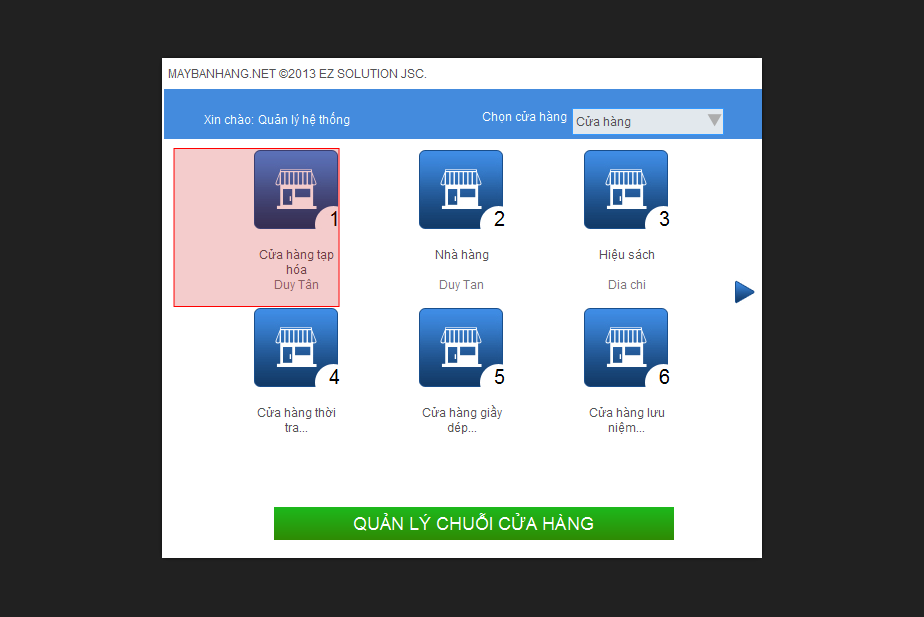 MAYBANHANG.NET ©2013 EZ SOLUTION JSC.
Xin chào: Quản lý hệ thống
Chọn cửa hàng
Cửa hàng
1
2
3
Cửa hàng tạp
hóa
Duy Tân
Nhà hàng
Duy Tan
Hiệu sách
Dia chi
4
5
6
Cửa hàng thời
tra...
Cửa hàng giầy
dép...
Cửa hàng lưu
niệm...
QUẢN LÝ CHUỖI CỬA HÀNG